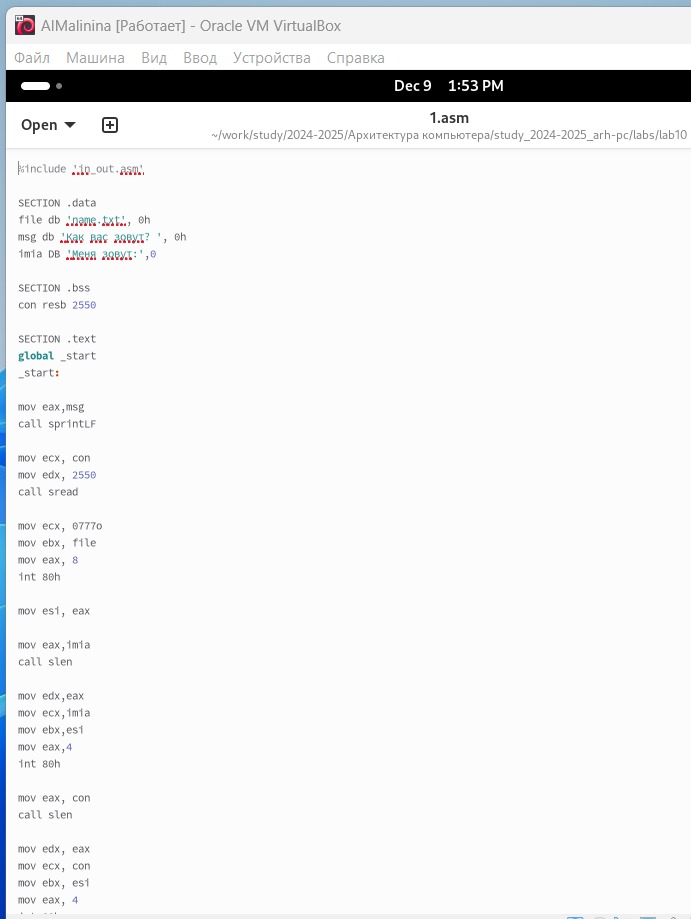 AlMalinina [Работает] - Oracle VM VirtualBox
Файл Машина Вид Ввод Устройства Справка
Dec 9 1:53 PM
Open
1.asm
~/work/study/2024-2025/Архитектура компьютера/study_2024-2025_arh-pc/labs/lab10
%include 'in_out.asm'
SECTION .data
file db 'name.txt', 0h
msg db 'Как вас зовут? ', 0h
imia DB 'Меня зовут:',0
SECTION .bss
con resb 2550
SECTION .text
global _start
_start:
mov eax,msg
call sprintLF
mov ecx, con
mov edx, 2550
call sread
mov ecx, 0777o
mov ebx, file
mov eax, 8
int 80h
mov esi, eax
mov eax,imia
call slen
mov edx,eax
mov ecx,imia
mov ebx,esi
mov eax,4
int 80h
mov eax, con
call slen
mov edx, eax
mov ecx, con
mov ebx, esi
mov eax, 4